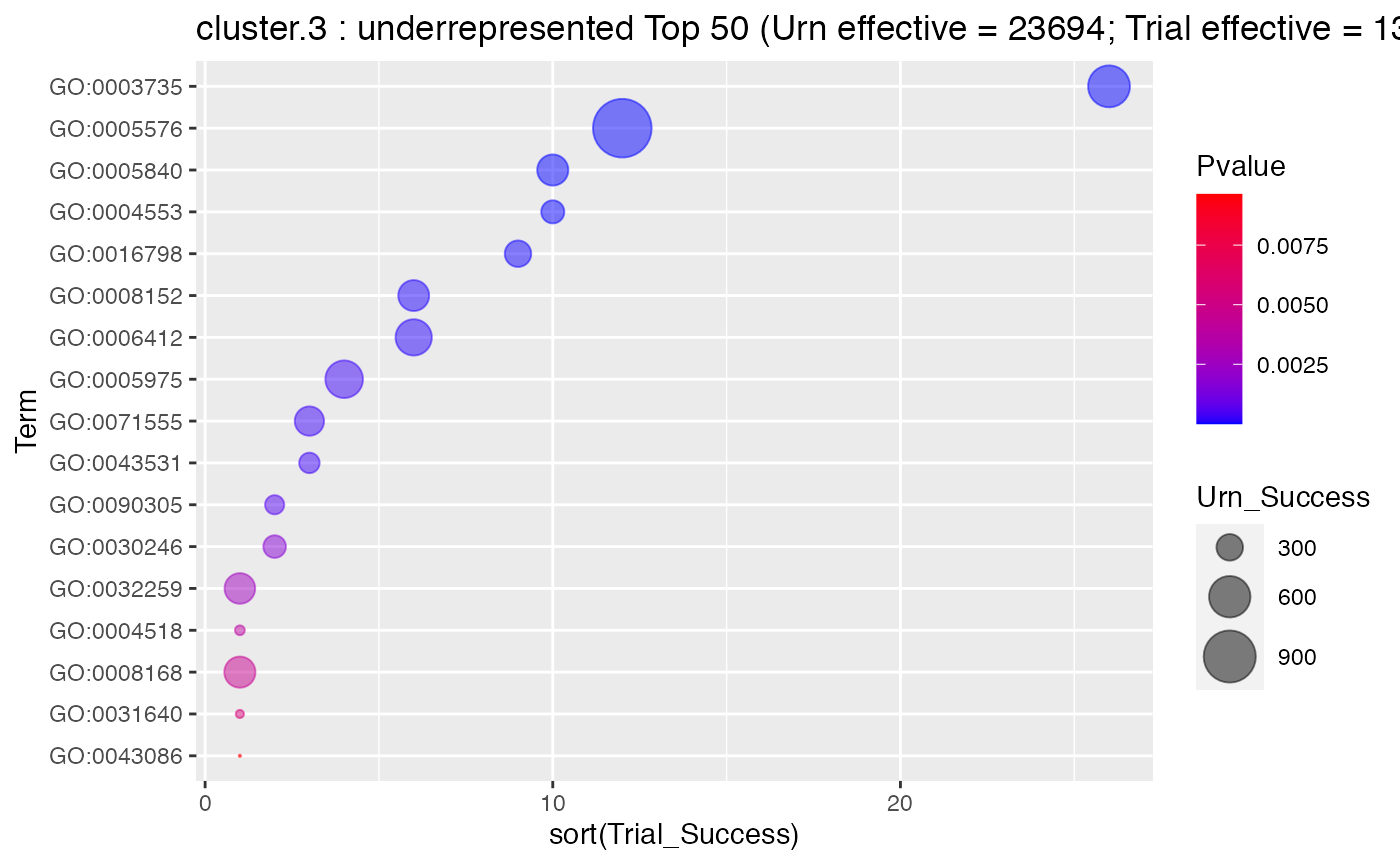 cluster.3 : underrepresented Top 50 (Urn effective = 23694; Trial effective = 13
GO:0003735
GO:0005576
GO:0005840
GO:0004553
GO:0016798
GO:0008152
GO:0006412
GO:0005975
GO:0071555
GO:0043531
GO:0090305
GO:0030246
GO:0032259
GO:0004518
GO:0008168
GO:0031640
GO:0043086
Term
0 10 20
sort(Trial_Success)
Pvalue
0.0075
0.0050
0.0025
Urn_Success
300
600
900